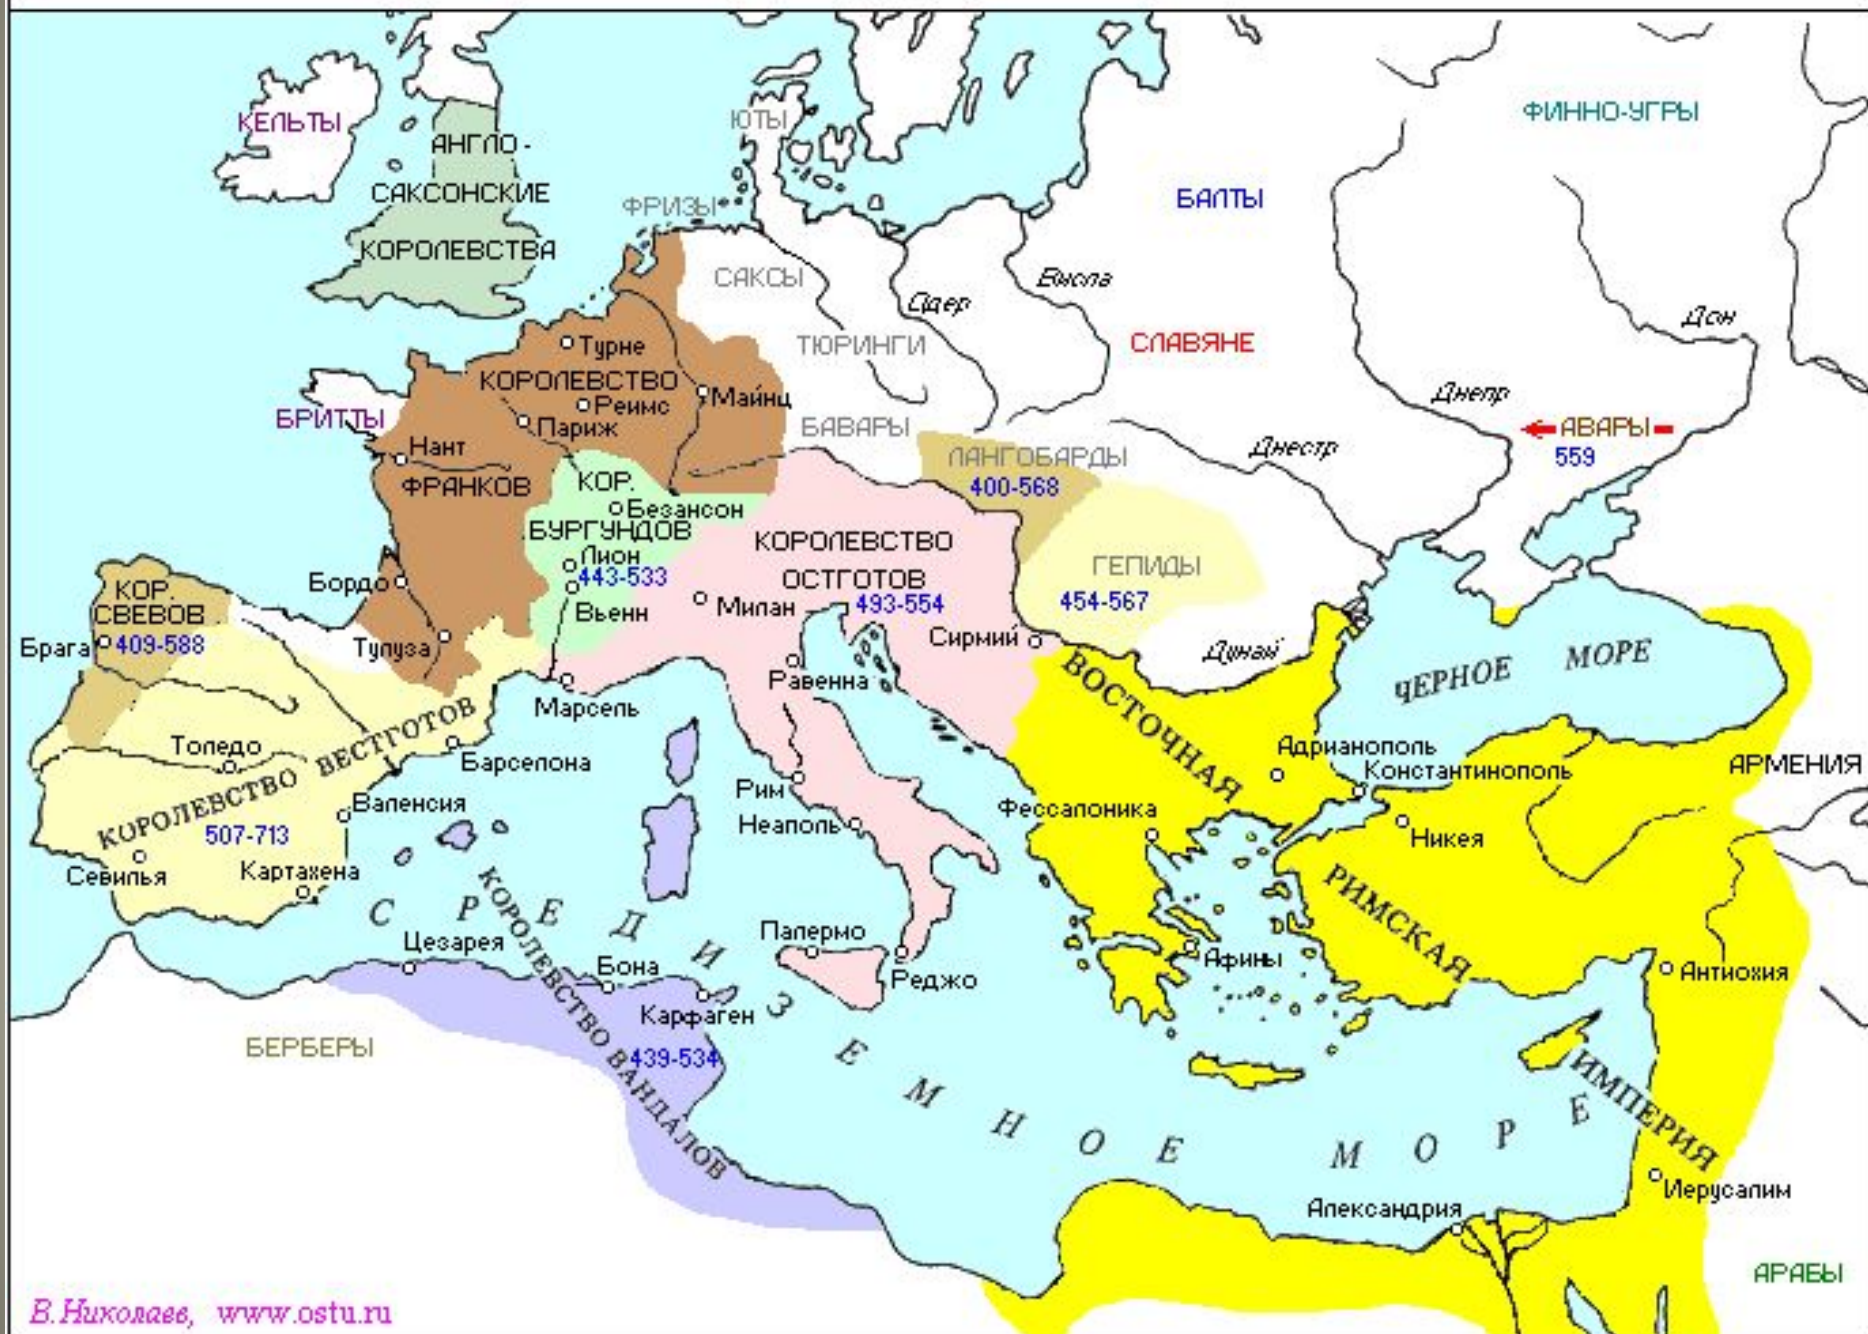 ФИННО-УГРЫ
КЕЛЬТЫ
ЮТЫ
АНГЛО-
САКСОНСКИЕ
КОРОЛЕВСТВА
БАЛТЫ
ФРИЗЫ
САКСЫ
Одер
Висла
Дон
ТЮРИНГИ
СЛАВЯНЕ
Турне
КОРОЛЕВСТВО
Реимс
Майнц
Париж
Днепр
БРИТТЫ
БАВАРЫ
АВАРЫ
559
Нант
ФРАНКОВ
ЛАНГОБАРДЫ
400-568
Днестр
КОР.
Безансон
БУРГУНДОВ
Лион
443-533
Вьенн
КОРОЛЕВСТВО
ОСТГОТОВ
493-554
Милан
ГЕПИДЫ
454-567
КОР.
СВЕВОВ
Брага
409-588
Бордо
Тулуза
Сирмий
Дунай
ЧЕРНОЕ МОРЕ
Равенна
Марсель
ВОСТОЧНАЯ
РИМСКАЯ
ИМПЕРИЯ
Толедо
КОРОЛЕВСТВО ВЕСТГОТОВ
507-713
Барселона
Валенсия
Севилья
Картахена
Рим
Неаполь
Адрианополь
Константинополь
АРМЕНИЯ
Фессалоника
Никея
СРЕДИЗЕМНОЕ МОРЕ
КОРОЛЕВСТВО ВАНДАЛОВ
439-534
Цезарея
Бона
Карфаген
Палермо
Реджо
Афины
Антиохия
БЕРБЕРЫ
Иерусалим
Александрия
АРАБЫ
В.Николаев, www.ostu.ru